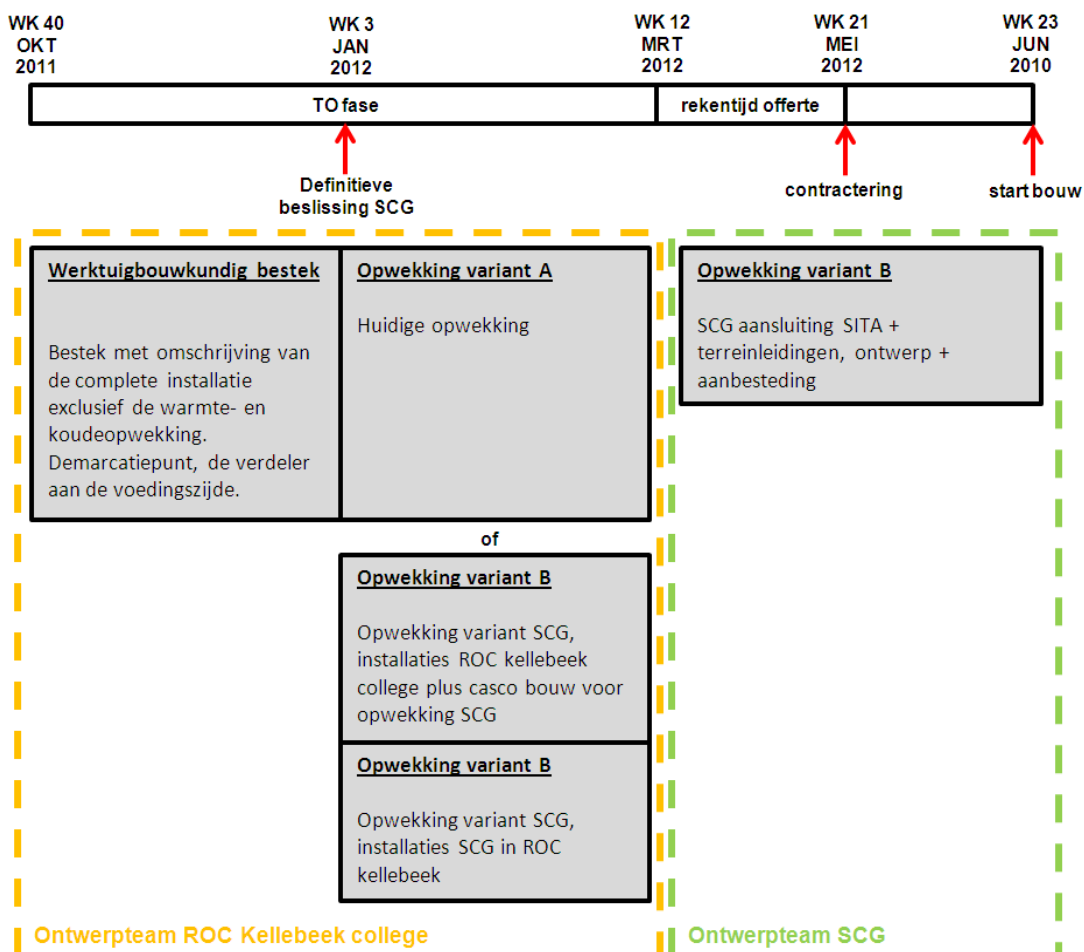 WK 40
OKT
2011
WK 3
JAN
2012
WK 12
MRT
2012
WK 21
MEI
2012
WK 23
JUN
2010
TO fase
rekentijd offerte
Definitieve
beslissing SCG
contractering
start bouw
Werktuigbouwkundig bestek
Bestek met omschrijving van
de complete installatie
exclusief de warmte- en
koudeopwekking.
Demarcatiepunt, de verdeler
aan de voedingszijde.
Opwekking variant A
Huidige opwekking
Opwekking variant B
SCG aansluiting SITA +
terreinleidingen, ontwerp +
aanbesteding
of
Opwekking variant B
Opwekking variant SCG,
installaties ROC kellebeek
college plus casco bouw voor
opwekking SCG
Opwekking variant B
Opwekking variant SCG,
installaties SCG in ROC
kellebeek
Ontwerpteam ROC Kellebeek college
Ontwerpteam SCG